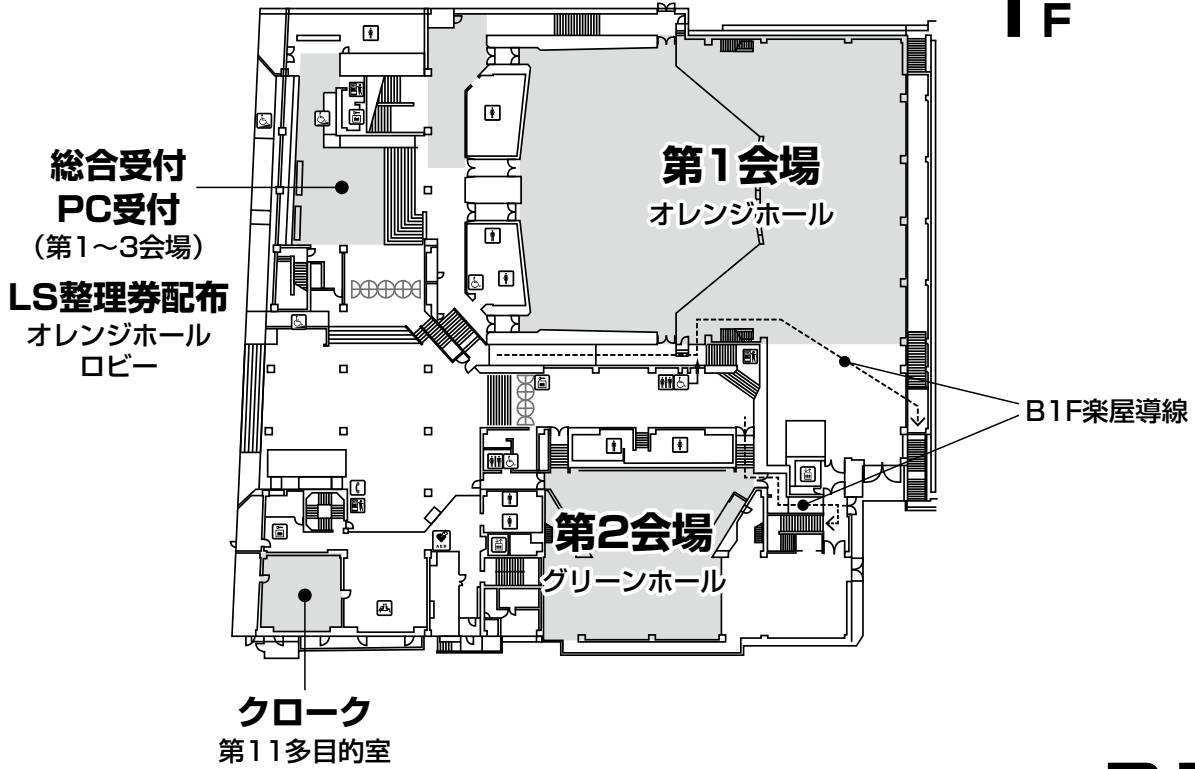 1F
総合受付
PC受付
（第1～3会場）
LS整理券配布
オレンジホール
ロビー
第1会場
オレンジホール
B1F楽屋導線
第2会場
グリーンホール
AED
クローク
第11多目的室